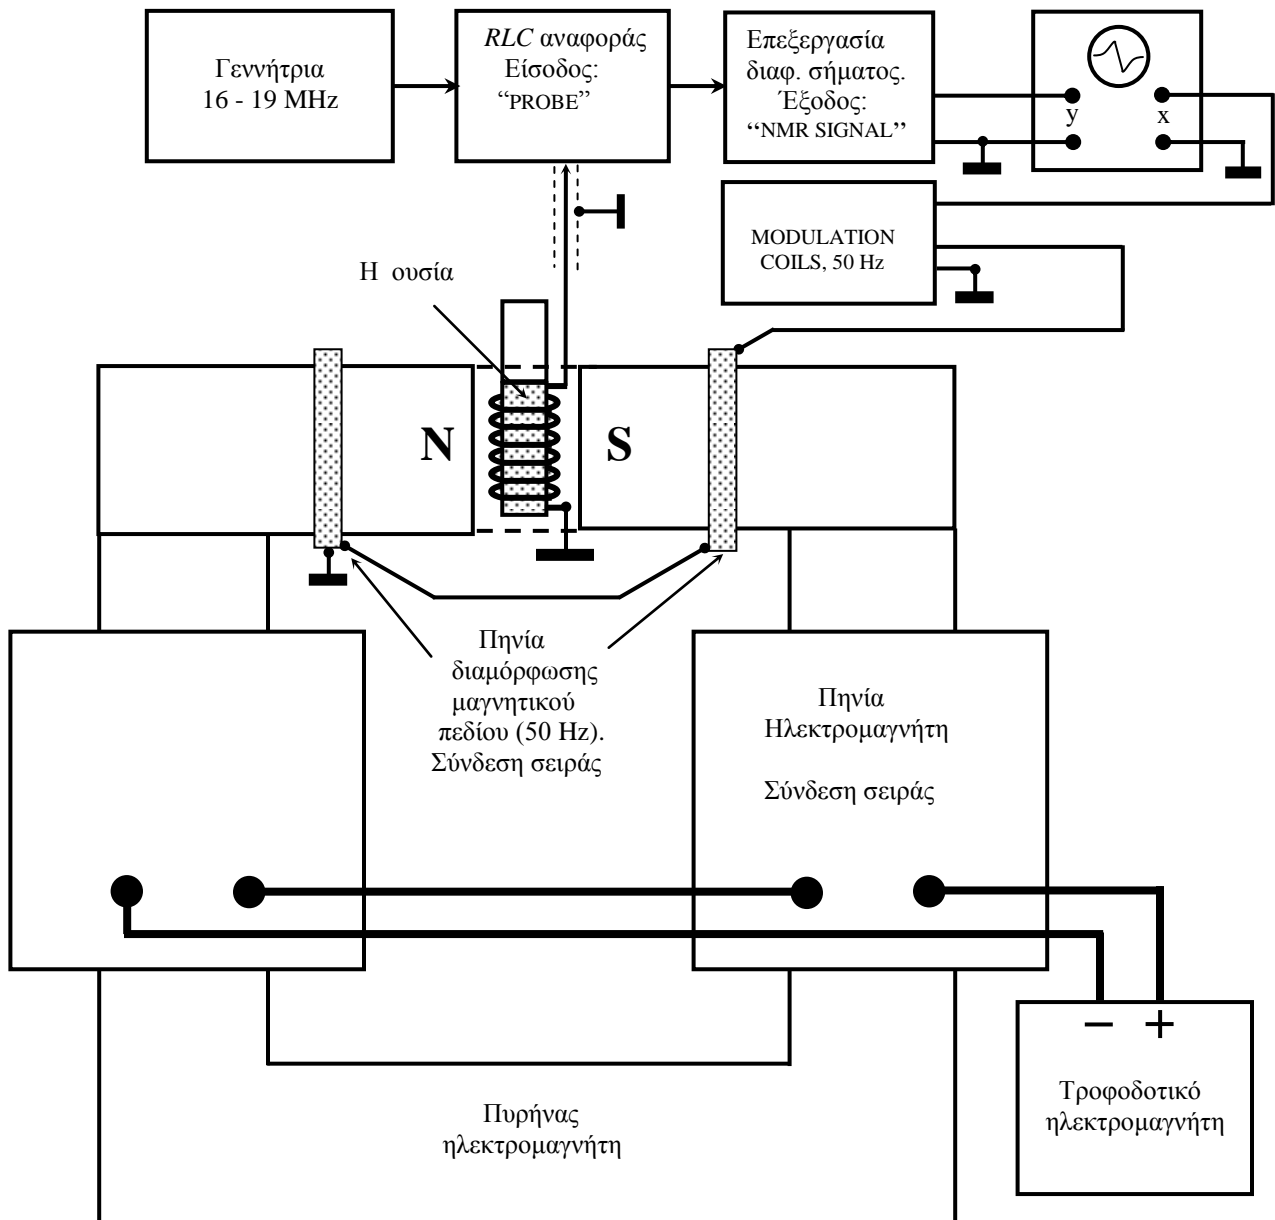 Γεννήτρια
16 - 19 MHz
RLC αναφοράς
Είσοδος:
“PROBE”
Επεξεργασία
διαφ. σήματος.
Έξοδος:
“NMR SIGNAL”
y
x
MODULATION
COILS, 50 Hz
Η ουσία
N
S
Πηνία
διαμόρφωσης
μαγνητικού
πεδίου (50 Hz).
Σύνδεση σειράς
Πηνία
Ηλεκτρομαγνήτη
Σύνδεση σειράς
− +
Τροφοδοτικό
ηλεκτρομαγνήτη
Πυρήνας
ηλεκτρομαγνήτη